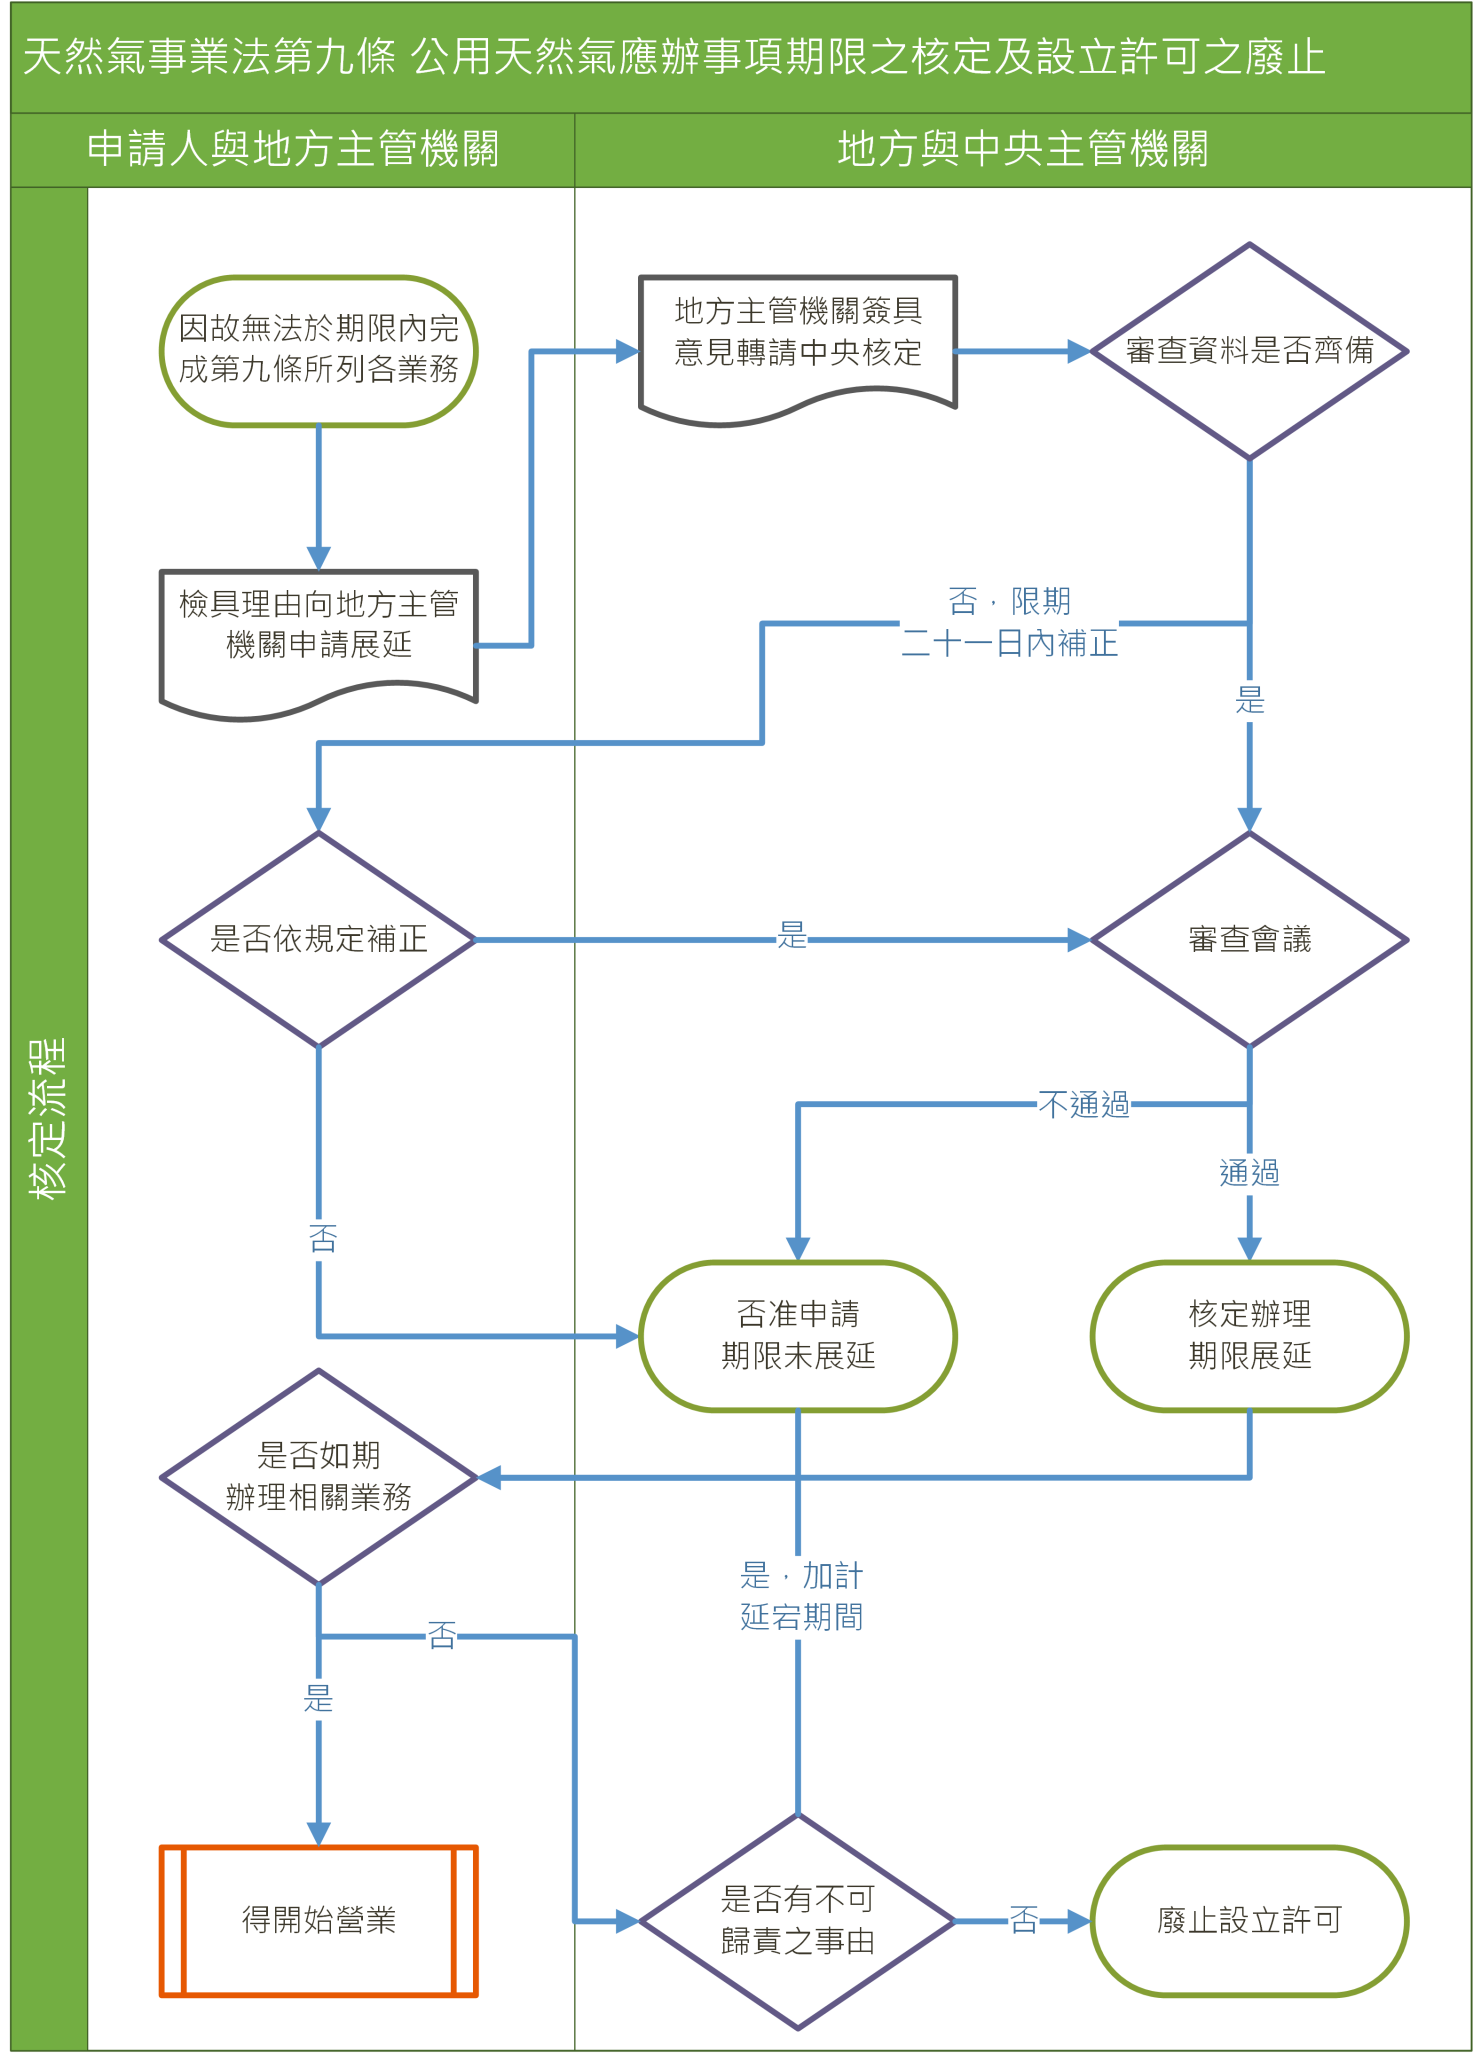 天然氣事業法第九條 公用天然氣應辦事項期限之核定及設立許可之廢止
申請人與地方主管機關
地方與中央主管機關
核定流程
因故無法於期限內完
成第九條所列各業務
地方主管機關簽具
意見轉請中央核定
審查資料是否齊備
檢具理由向地方主管
機關申請展延
否，限期
二十一日內補正
是
是否依規定補正
是
審查會議
不通過
通過
否
否准申請
期限未展延
核定辦理
期限展延
是否如期
辦理相關業務
是，加計
延宕期間
否
是
得開始營業
是否有不可
歸責之事由
否
廢止設立許可